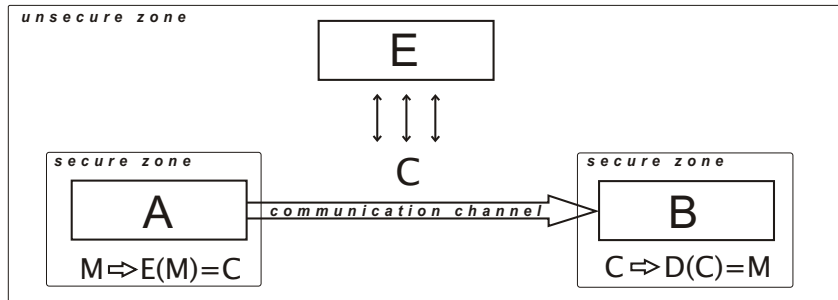 unsecure zone
E
secure zone
C
secure zone
A
communication channel
B
M⇨E(M)=C
C⇨D(C)=M